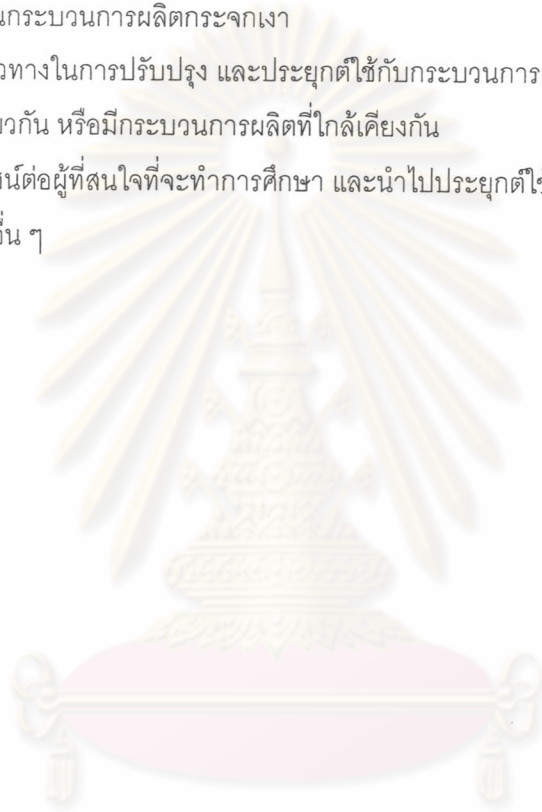 นกระบวนการผลิตกระจกเงา
วทางในการปรับปรุง และประยุกต์ใช้กับกระบวนการ
ยวกัน หรือมีกระบวนการผลิตที่ใกล้เคียงกัน
ชน์ต่อผู้ที่สนใจที่จะทำการศึกษา และนำไปประยุกต์ใช้
อื่น ๆ